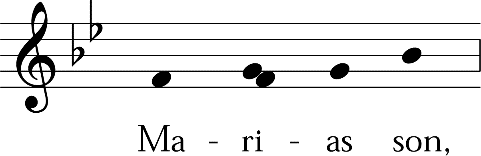 Ma - ri - as son,